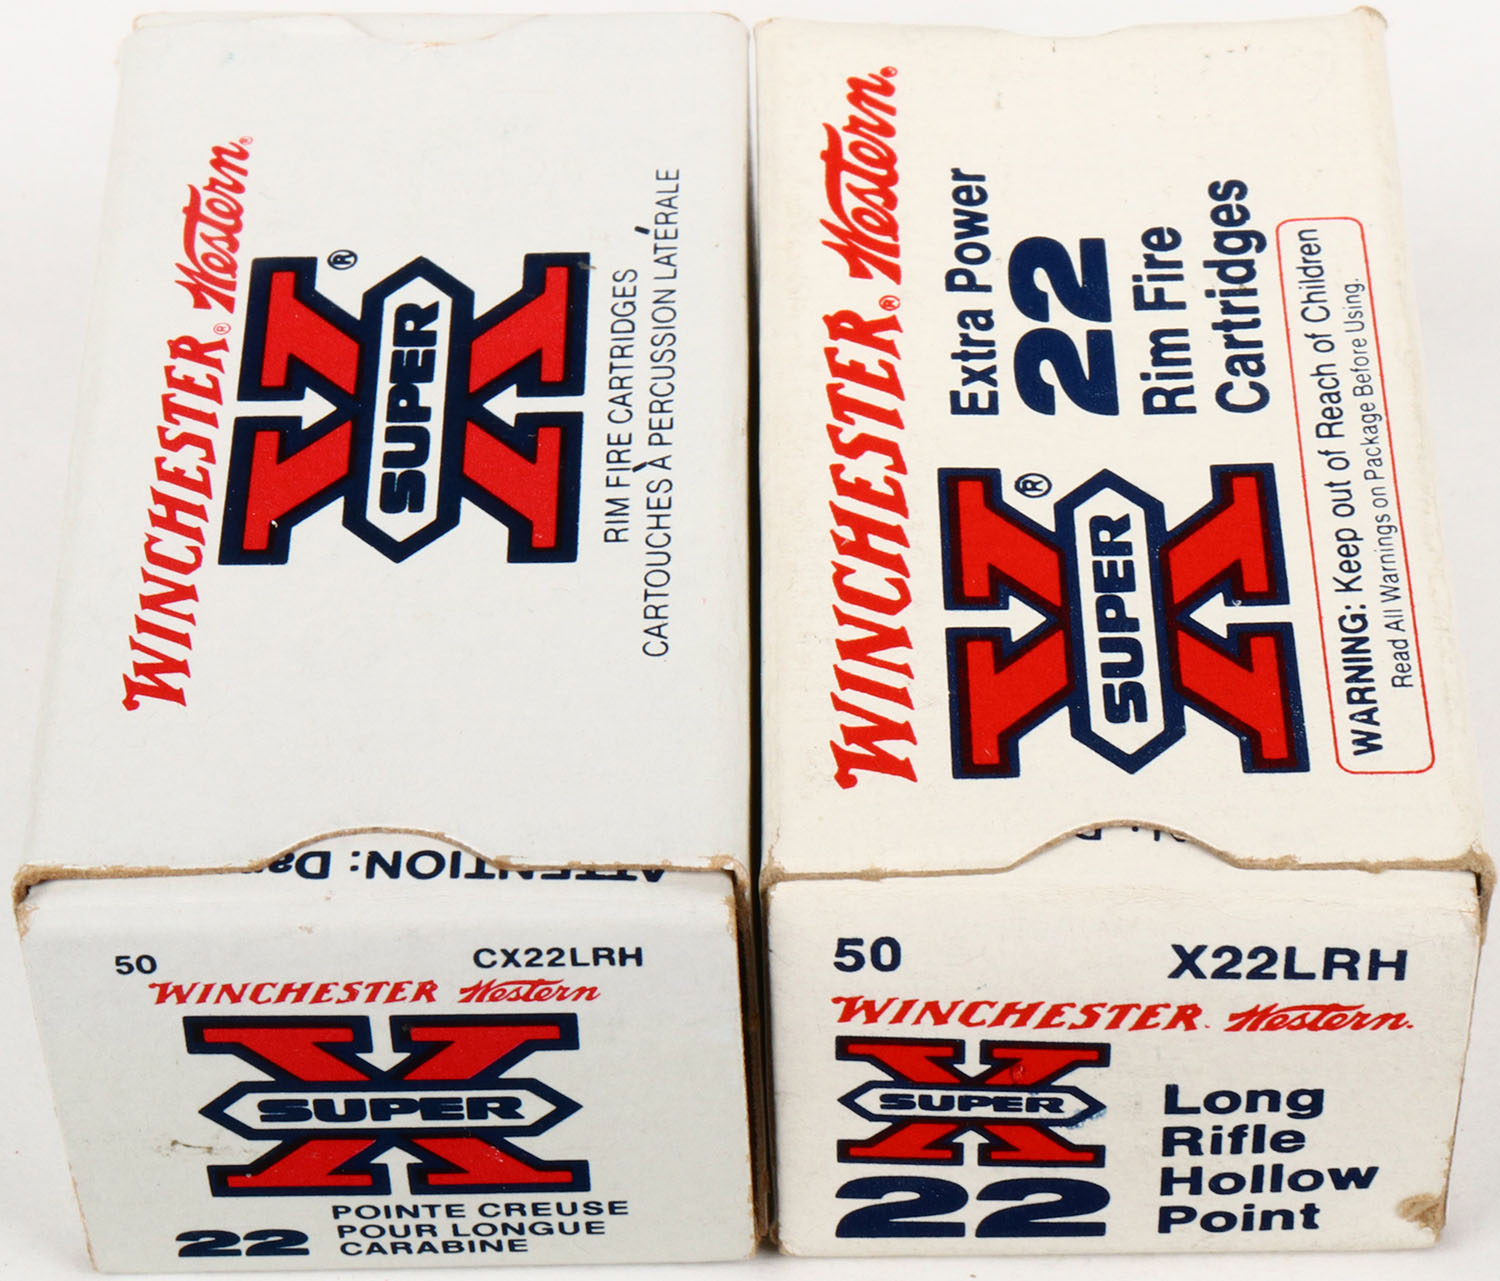 WINCHESTER® Western®
SUPER X®
RIM FIRE CARTRIDGES
CARTOUCHES À PERCUSSION LATÉRALE
ATTENTION: Da
50 CX22LRH
WINCHESTER Western
SUPER X
22 POINTE CREUSE
POUR LONGUE
CARABINE
WINCHESTER® Western®
SUPER X®
Extra Power
22
Rim Fire
Cartridges
WARNING: Keep out of Reach of Children
Read All Warnings on Package Before Using.
50 X22LRH
WINCHESTER. Western.
SUPER X
22
Long
Rifle
Hollow
Point